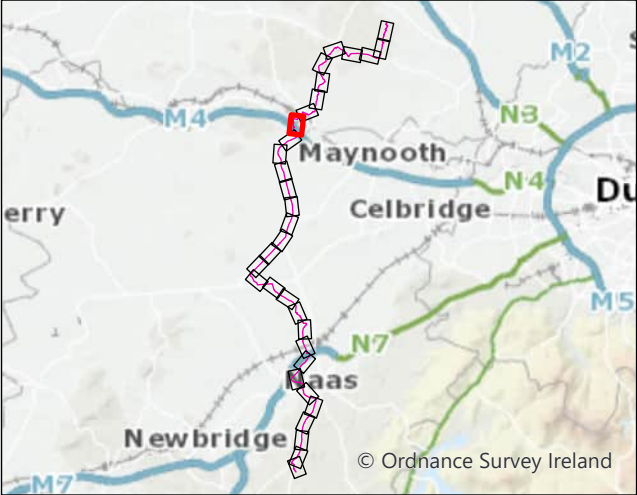 M2
N3
M4
Maynooth
N4
Celbridge
Du
erry
M5
N7
Naas
Newbridge
© Ordnance Survey Ireland
M7